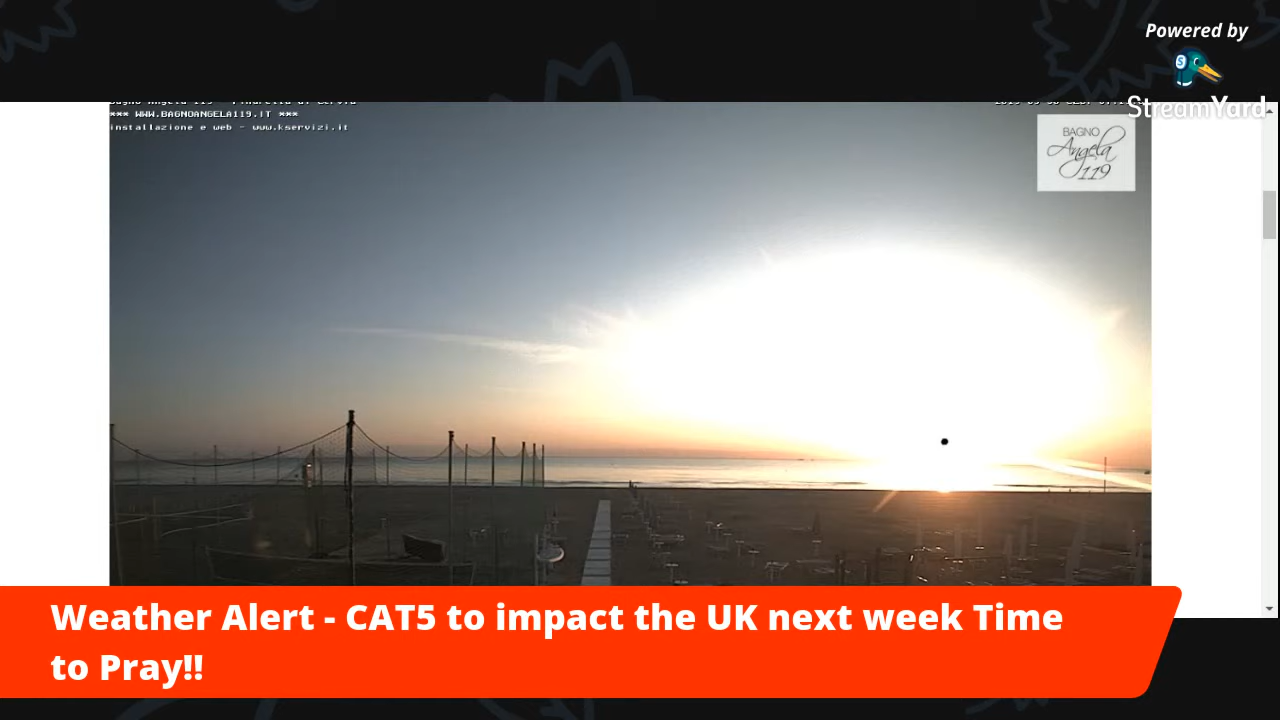 Powered by
StreamYard
*** WWW.BAGNOANGELA119.IT ***
installazione e web - www.kservizi.it
BAGNO
Angela
119
Weather Alert - CAT5 to impact the UK next week Time
to Pray!!